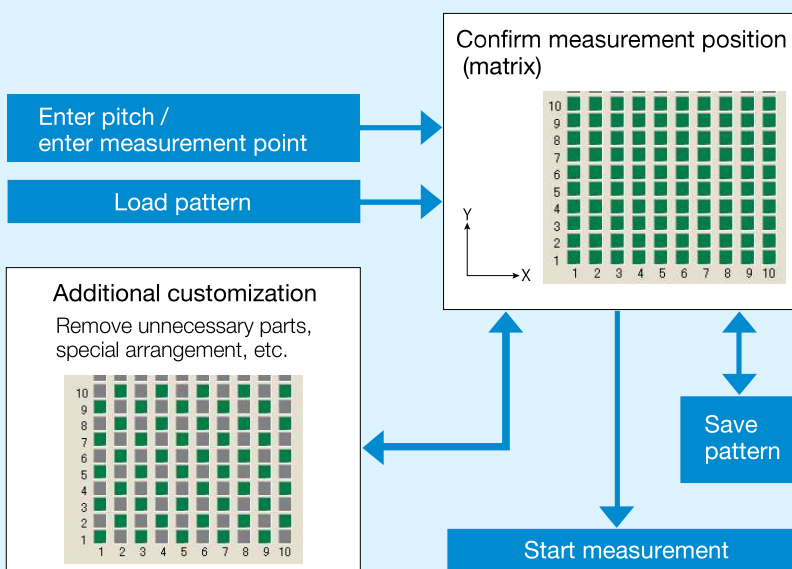 Confirm measurement position
(matrix)
Enter pitch /
enter measurement point
Load pattern
10
9
8
7
6
5
4
3
2
1
1 2 3 4 5 6 7 8 9 10
Y
X
Additional customization
Remove unnecessary parts,
special arrangement, etc.
10
9
8
7
6
5
4
3
2
1
1 2 3 4 5 6 7 8 9 10
Save
pattern
Start measurement